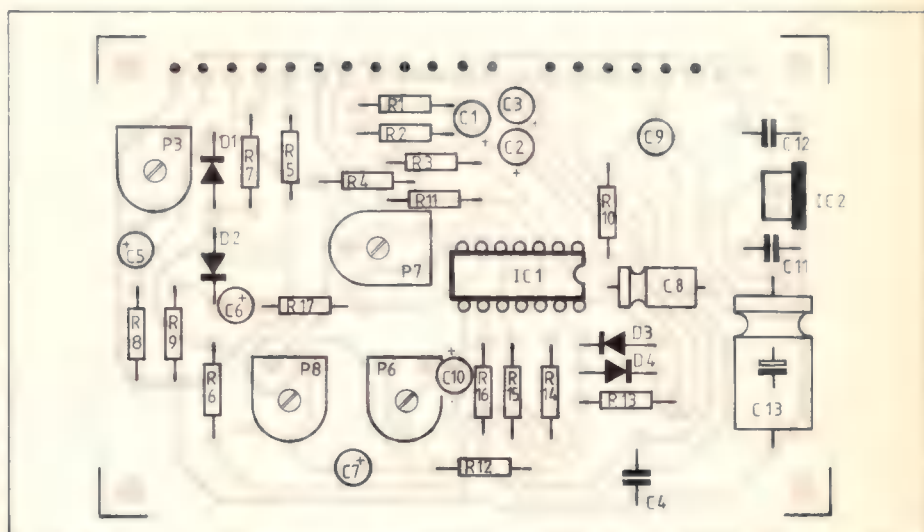 R1
C1
C3
R2
C2
C9
C12
P3
D1
R7
R5
R3
R4
R11
R10
IC2
D2
C5
P7
IC1
C8
C11
C6
R17
R8
R9
R6
P8
P6
C10
R16
R15
R14
D3
D4
R13
C13
C7
R12
C4